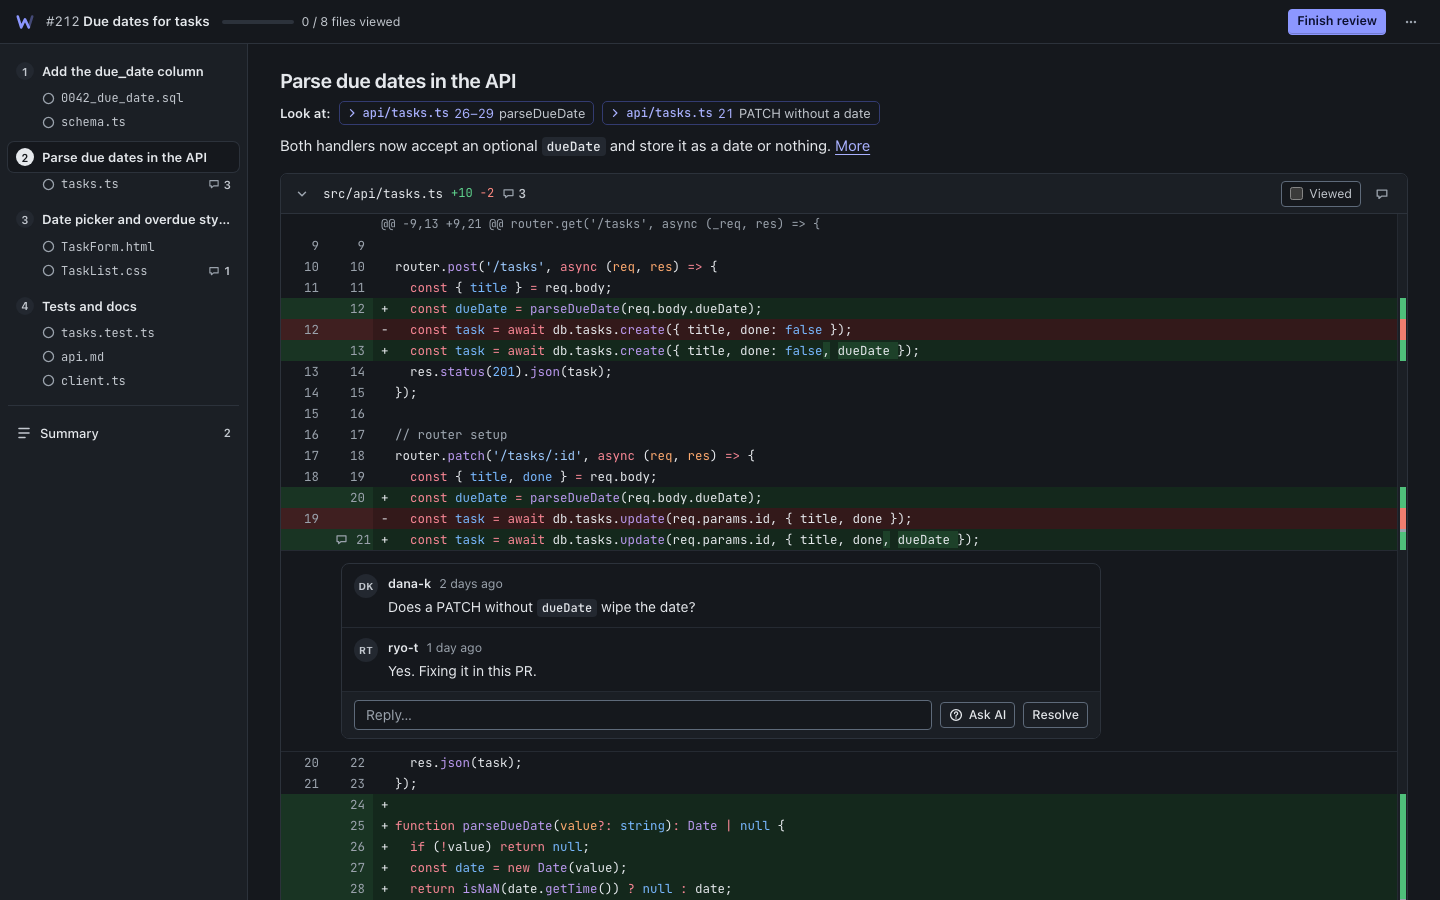 #212 Due dates for tasks 0 / 8 files viewed Finish review
1 Add the due_date column
0042_due_date.sql
schema.ts
2 Parse due dates in the API
tasks.ts 3
3 Date picker and overdue sty...
TaskForm.html
TaskList.css 1
4 Tests and docs
tasks.test.ts
api.md
client.ts
Summary 2
Parse due dates in the API
Look at: api/tasks.ts 26–29 parseDueDate api/tasks.ts 21 PATCH without a date
Both handlers now accept an optional dueDate and store it as a date or nothing. More
src/api/tasks.ts +10 -2 3 Viewed
@@ -9,13 +9,21 @@ router.get('/tasks', async (_req, res) => {
9 9
10 10 router.post('/tasks', async (req, res) => {
11 11 const { title } = req.body;
12 + const dueDate = parseDueDate(req.body.dueDate);
12 - const task = await db.tasks.create({ title, done: false });
13 + const task = await db.tasks.create({ title, done: false, dueDate });
13 14 res.status(201).json(task);
14 15 });
15 16
16 17 // router setup
17 18 router.patch('/tasks/:id', async (req, res) => {
18 19 const { title, done } = req.body;
20 + const dueDate = parseDueDate(req.body.dueDate);
19 - const task = await db.tasks.update(req.params.id, { title, done });
21 + const task = await db.tasks.update(req.params.id, { title, done, dueDate });
DK dana-k 2 days ago
Does a PATCH without dueDate wipe the date?
RT ryo-t 1 day ago
Yes. Fixing it in this PR.
Reply... Ask AI Resolve
20 22 res.json(task);
21 23 });
24 +
25 + function parseDueDate(value?: string): Date | null {
26 + if (!value) return null;
27 + const date = new Date(value);
28 + return isNaN(date.getTime()) ? null : date;